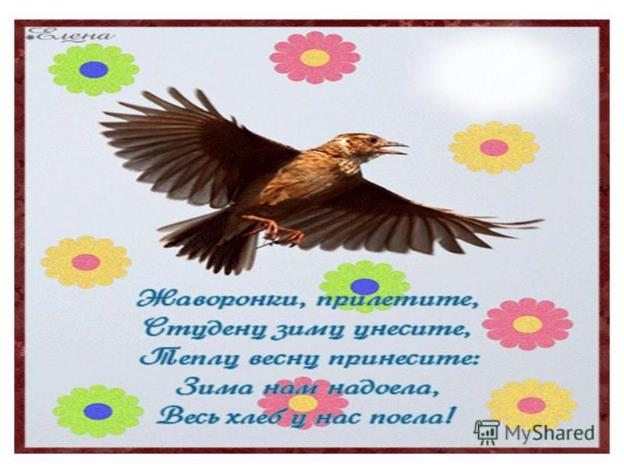 Елена
Жаворонки, прилетите,
Студену зиму унесите,
Теплу весну принесите:
Зима нам надоела,
Весь хлеб у нас поела!
MyShared